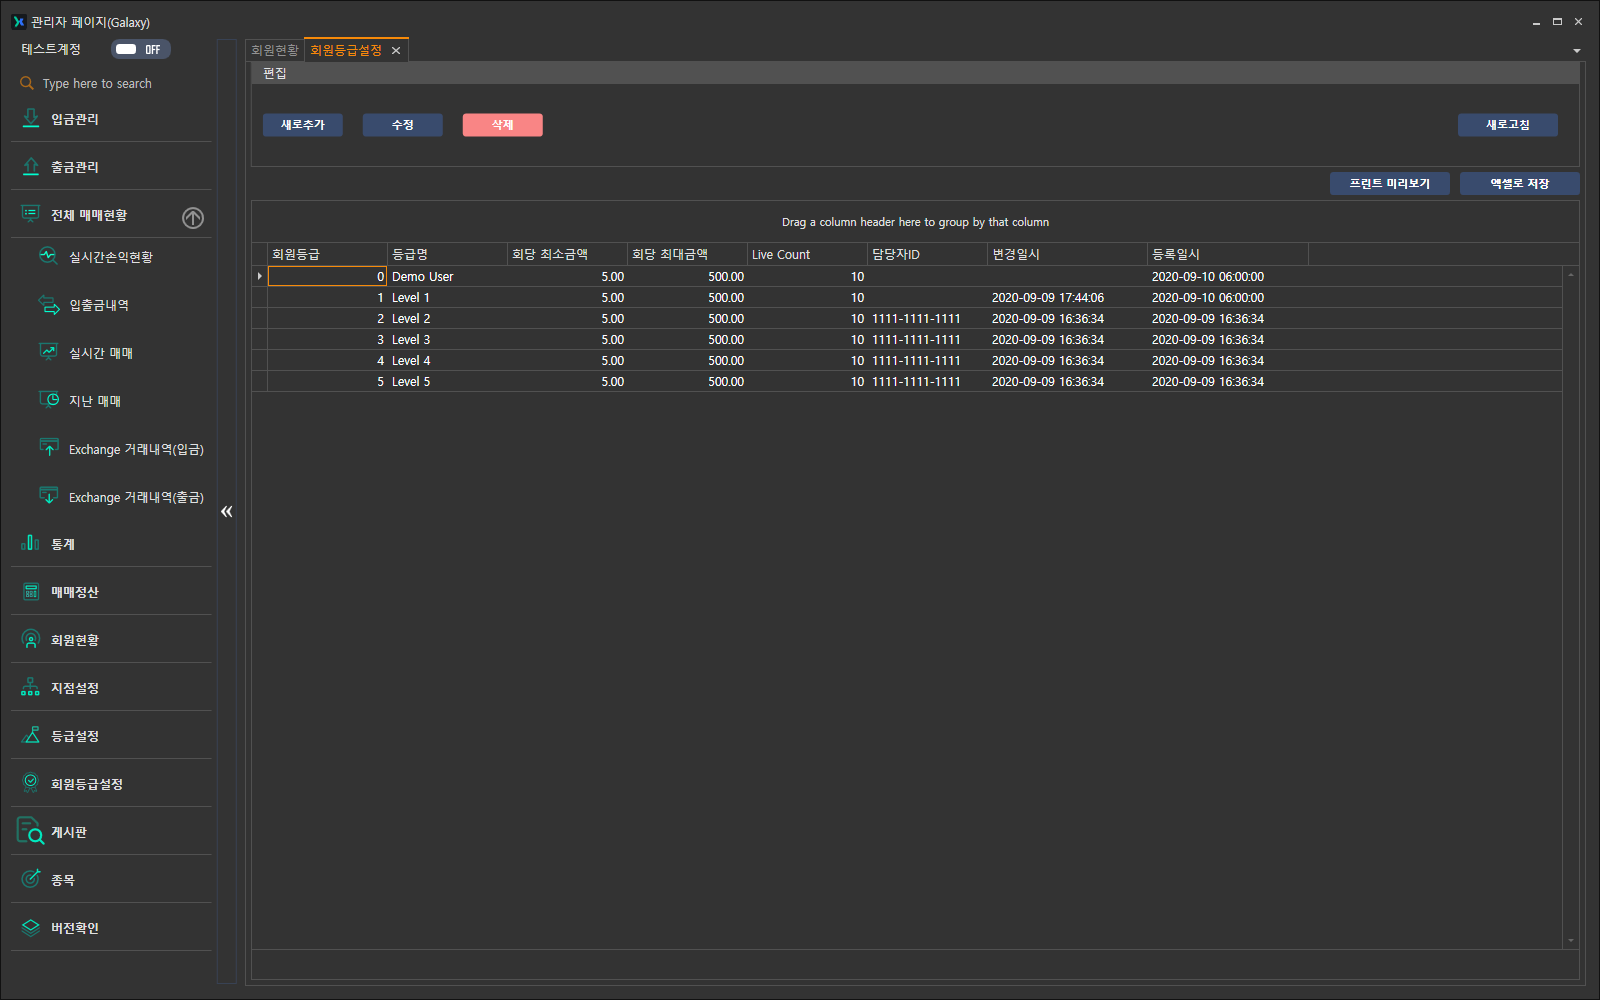 관리자 페이지(Galaxy)
테스트계정 OFF
Type here to search
입금관리
출금관리
전체 매매현황
실시간손익현황
입출금내역
실시간 매매
지난 매매
Exchange 거래내역(입금)
Exchange 거래내역(출금)
통계
매매정산
회원현황
지점설정
등급설정
회원등급설정
게시판
종목
버전확인
회원현황 회원등급설정
편집
새로추가 수정 삭제 새로고침
프린트 미리보기 엑셀로 저장
Drag a column header here to group by that column
회원등급 등급명 회당 최소금액 회당 최대금액 Live Count 담당자ID 변경일시 등록일시
0 Demo User 5.00 500.00 10 2020-09-10 06:00:00
1 Level 1 5.00 500.00 10 2020-09-09 17:44:06 2020-09-10 06:00:00
2 Level 2 5.00 500.00 10 1111-1111-1111 2020-09-09 16:36:34 2020-09-09 16:36:34
3 Level 3 5.00 500.00 10 1111-1111-1111 2020-09-09 16:36:34 2020-09-09 16:36:34
4 Level 4 5.00 500.00 10 1111-1111-1111 2020-09-09 16:36:34 2020-09-09 16:36:34
5 Level 5 5.00 500.00 10 1111-1111-1111 2020-09-09 16:36:34 2020-09-09 16:36:34